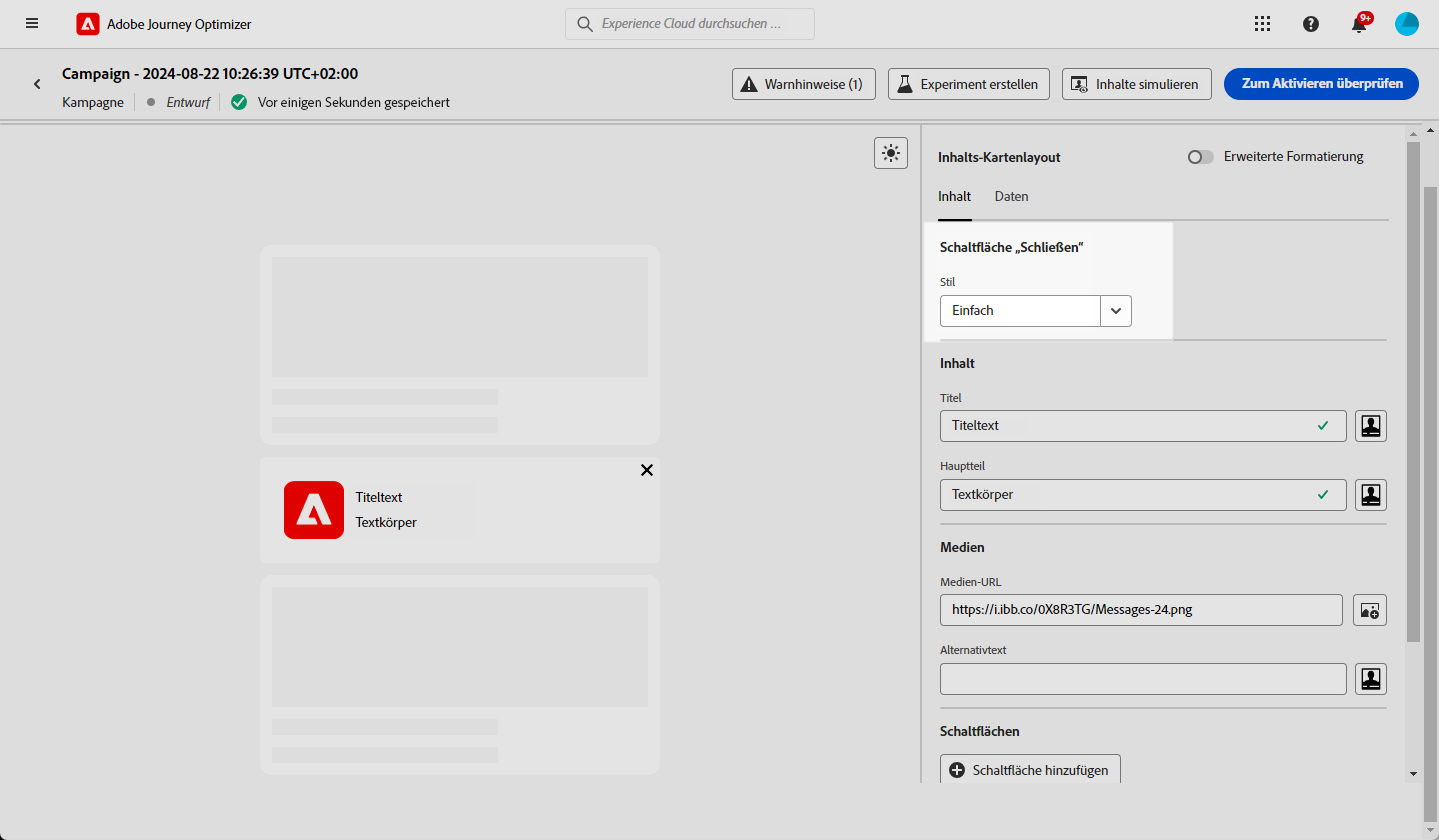 Adobe Journey Optimizer
Experience Cloud durchsuchen ...
9+
Campaign - 2024-08-22 10:26:39 UTC+02:00
Kampagne
Entwurf
Vor einigen Sekunden gespeichert
Warnhinweise (1)
Experiment erstellen
Inhalte simulieren
Zum Aktivieren überprüfen
Inhalts-Kartenlayout
Erweiterte Formatierung
Inhalt
Daten
Schaltfläche „Schließen“
Stil
Einfach
Inhalt
Titel
Titeltext
Hauptteil
Textkörper
Titeltext
Textkörper
Medien
Medien-URL
https://i.ibb.co/0X8R3TG/Messages-24.png
Alternativtext
Schaltflächen
Schaltfläche hinzufügen